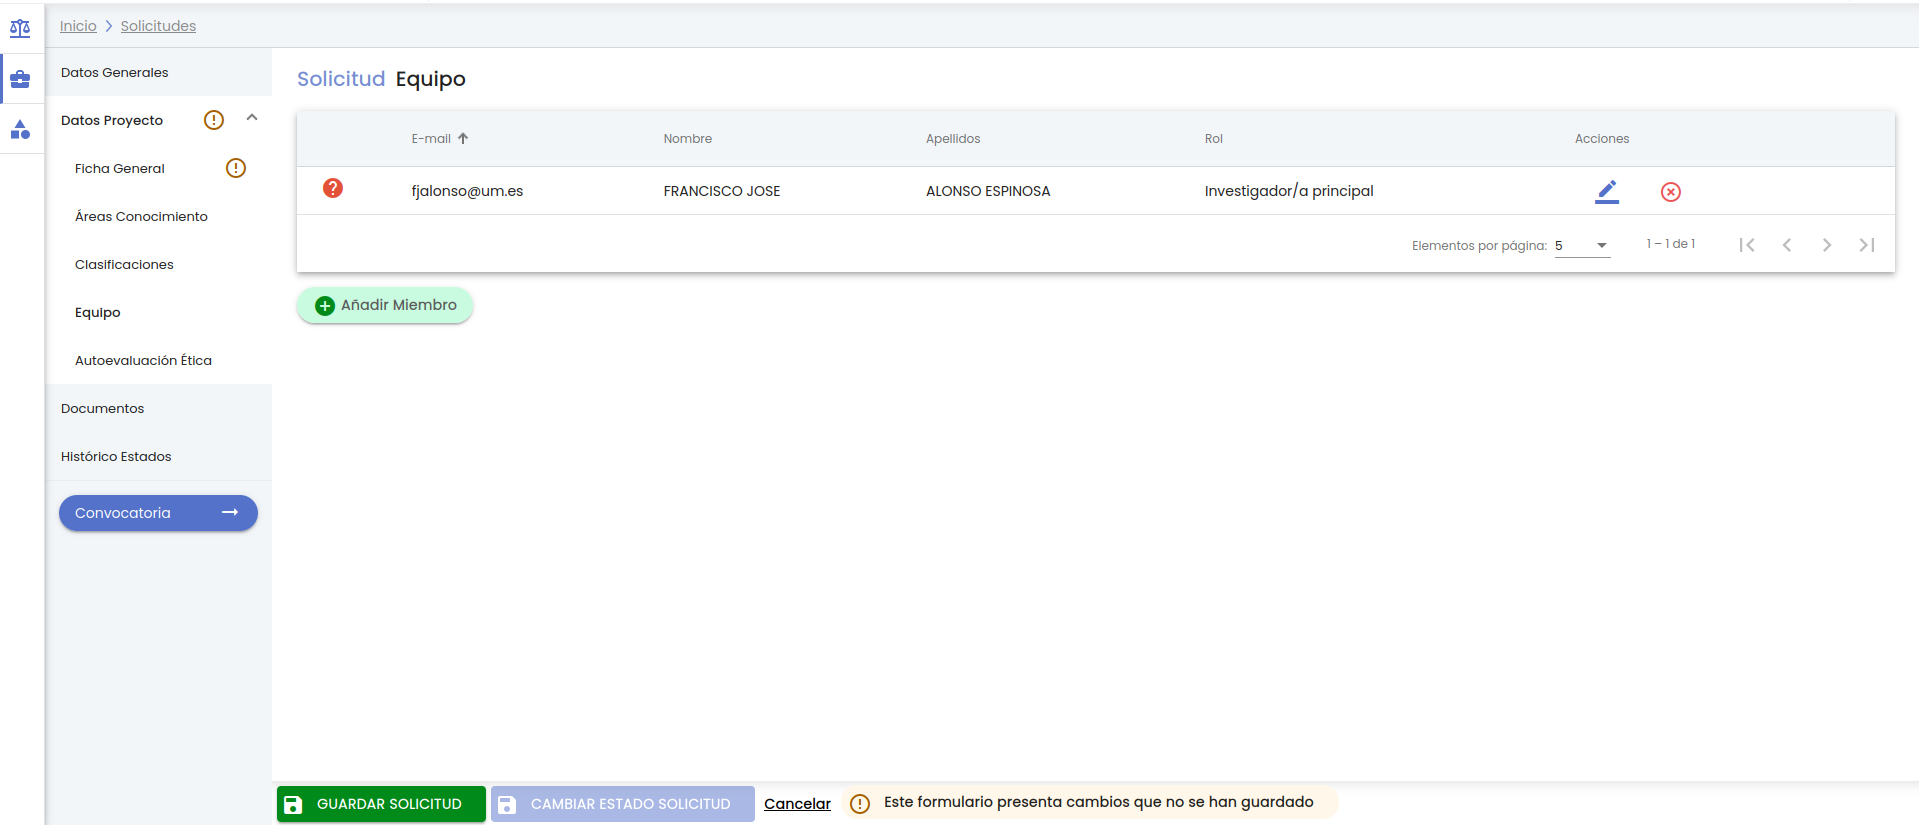 Inicio > Solicitudes
Datos Generales
Datos Proyecto
Ficha General
Áreas Conocimiento
Clasificaciones
Equipo
Autoevaluación Ética
Documentos
Histórico Estados
Convocatoria
Solicitud Equipo
E-mail Nombre Apellidos Rol Acciones
fjalonso@um.es FRANCISCO JOSE ALONSO ESPINOSA Investigador/a principal
Elementos por página: 5 1 – 1 de 1
Añadir Miembro
GUARDAR SOLICITUD CAMBIAR ESTADO SOLICITUD Cancelar Este formulario presenta cambios que no se han guardado